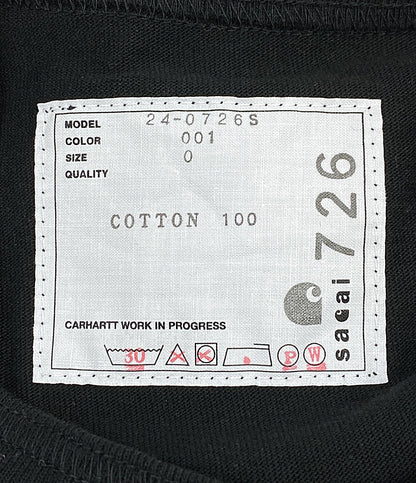 MODEL 24-0726S
COLOR 001
SIZE 0
QUALITY
COTTON 100
CARHARTT WORK IN PROGRESS
30 P W
sacai 726